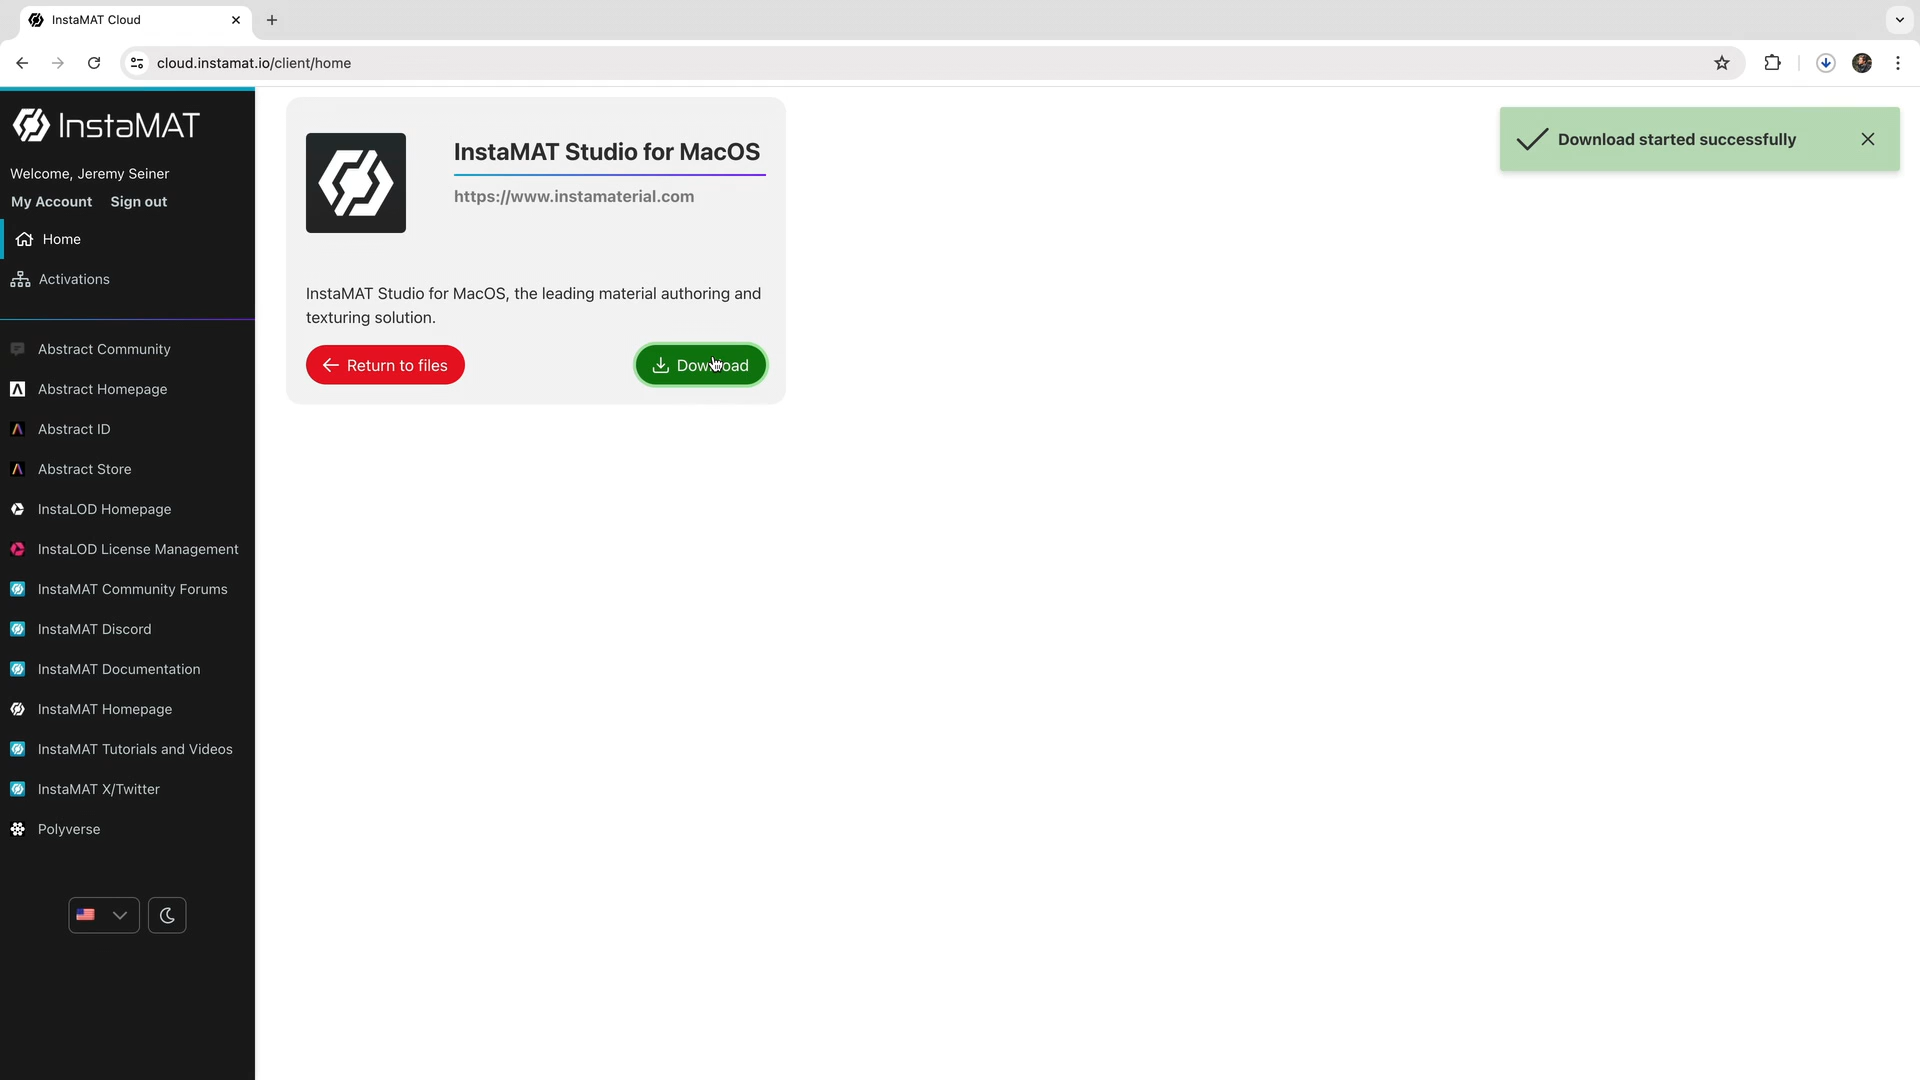 InstaMAT Cloud
cloud.instamat.io/client/home
InstaMAT
Welcome, Jeremy Seiner
My Account Sign out
Home
Activations
Abstract Community
Abstract Homepage
Abstract ID
Abstract Store
InstaLOD Homepage
InstaLOD License Management
InstaMAT Community Forums
InstaMAT Discord
InstaMAT Documentation
InstaMAT Homepage
InstaMAT Tutorials and Videos
InstaMAT X/Twitter
Polyverse
InstaMAT Studio for MacOS
https://www.instamaterial.com
InstaMAT Studio for MacOS, the leading material authoring and
texturing solution.
Return to files
Download
Download started successfully